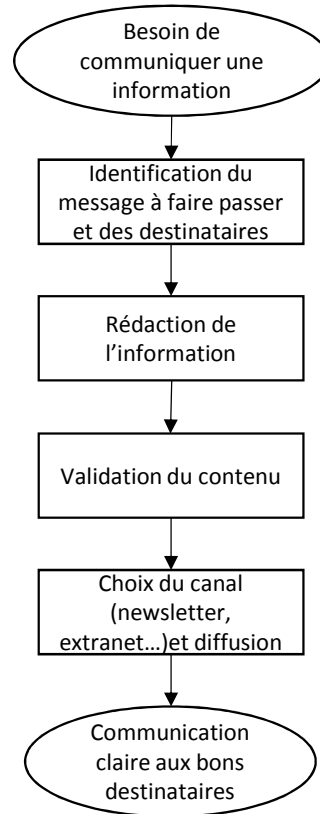 Besoin de
communiquer une
information
Identification du
message à faire passer
et des destinataires
Rédaction de
l’information
Validation du contenu
Choix du canal
(newsletter,
extranet…)et diffusion
Communication
claire aux bons
destinataires